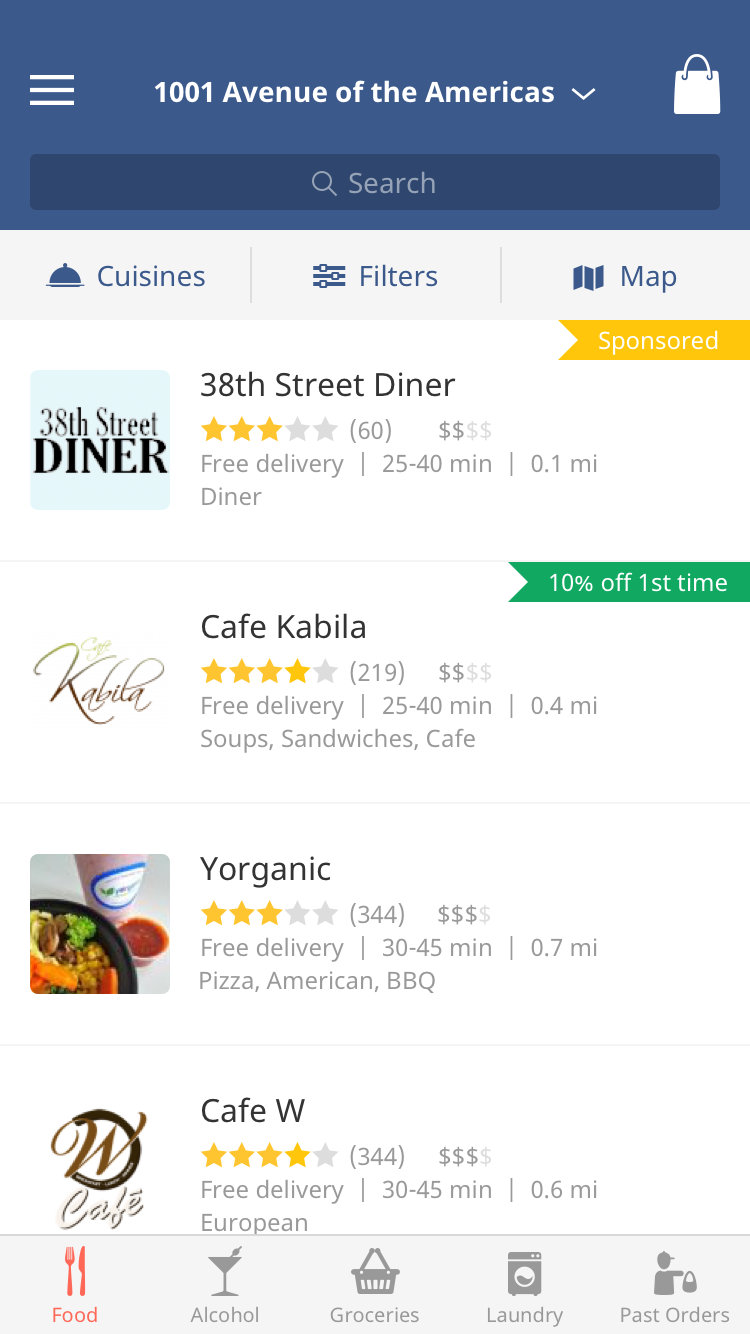 1001 Avenue of the Americas
Search
Cuisines
Filters
Map
Sponsored
38th Street
DINER
38th Street Diner
(60) $$$$
Free delivery | 25-40 min | 0.1 mi
Diner
10% off 1st time
Café
Kabila
Cafe Kabila
(219) $$$$
Free delivery | 25-40 min | 0.4 mi
Soups, Sandwiches, Cafe
Yorganic
(344) $$$$
Free delivery | 30-45 min | 0.7 mi
Pizza, American, BBQ
W
Café
Cafe W
(344) $$$$
Free delivery | 30-45 min | 0.6 mi
European
Food
Alcohol
Groceries
Laundry
Past Orders